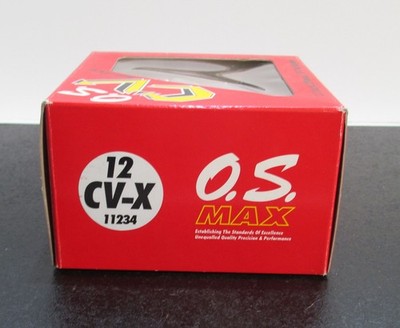 O.S.
12
CV-X
11234
O.S.
MAX
Establishing The Standards Of Excellence
Unequalled Quality Precision & Performance